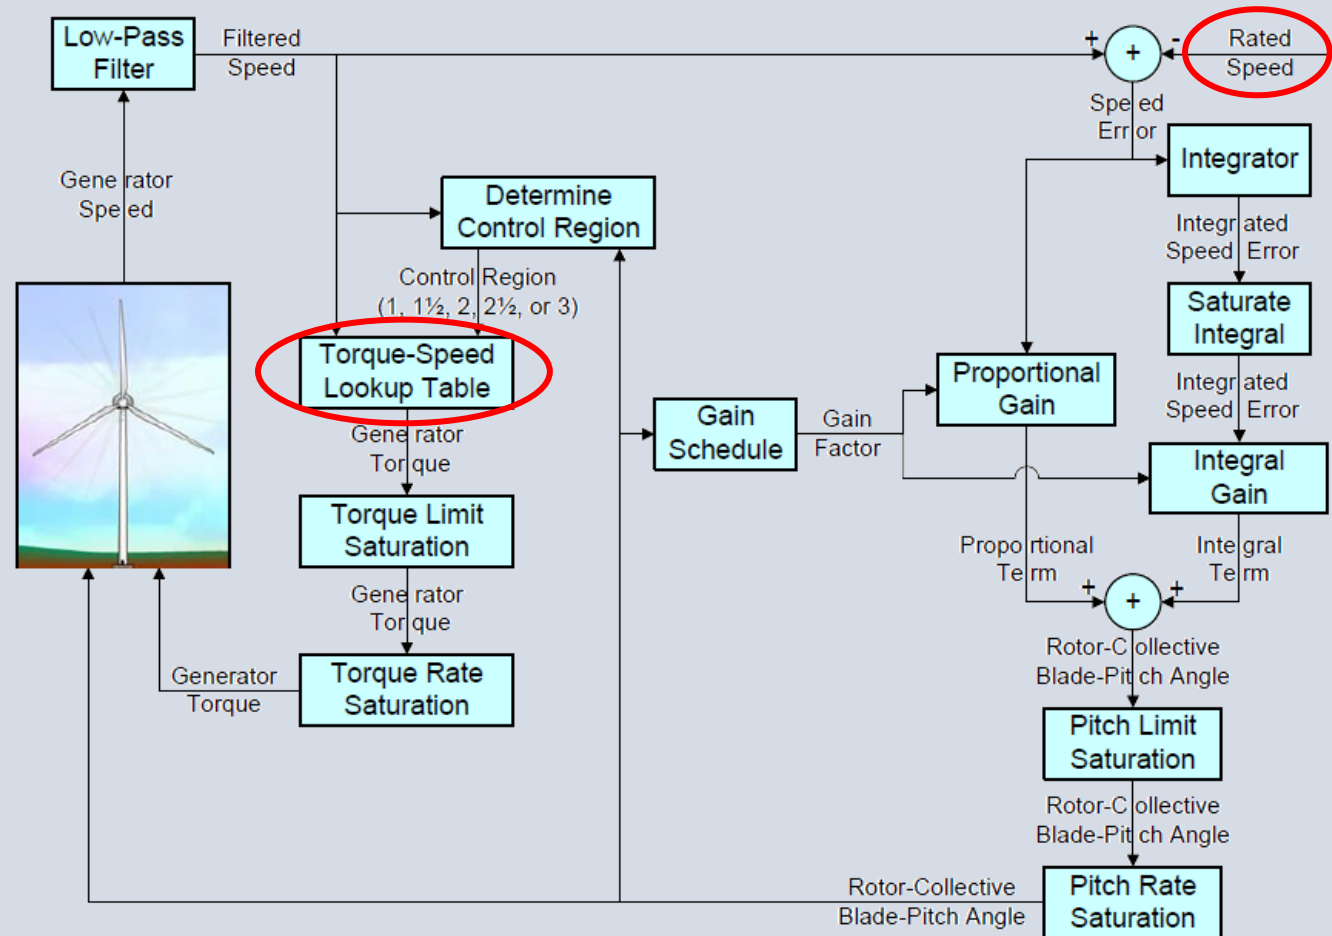 Low-Pass
Filter
Filtered
Speed
+
+
-
Rated
Speed
Speed
Error
Integrator
Generator
Speed
Determine
Control Region
Integrated
Speed Error
Control Region
(1, 1½, 2, 2½, or 3)
Saturate
Integral
Torque-Speed
Lookup Table
Proportional
Gain
Integrated
Speed Error
Gain
Schedule
Gain
Factor
Generator
Torque
Integral
Gain
Torque Limit
Saturation
Proportional
Term
Integral
Term
+
+
+
Generator
Torque
Rotor-Collective
Blade-Pitch Angle
Generator
Torque
Torque Rate
Saturation
Pitch Limit
Saturation
Rotor-Collective
Blade-Pitch Angle
Rotor-Collective
Blade-Pitch Angle
Pitch Rate
Saturation